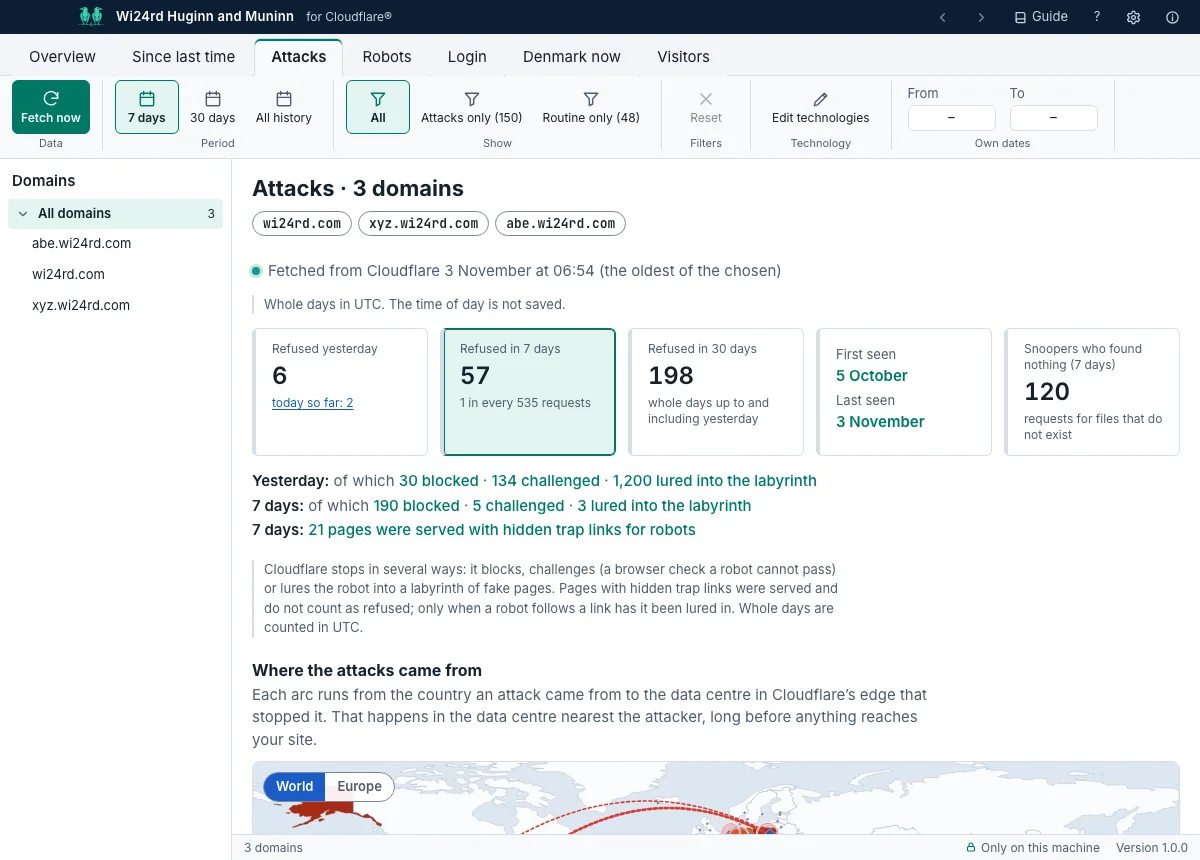 Wi24rd Huginn and Muninn for Cloudflare®
Guide ?
Overview Since last time Attacks Robots Login Denmark now Visitors
Fetch now
Data
7 days 30 days All history
Period
All Attacks only (150) Routine only (48)
Show
Reset
Filters
Edit technologies
Technology
From To
– –
Own dates
Domains
All domains 3
abe.wi24rd.com
wi24rd.com
xyz.wi24rd.com
Attacks · 3 domains
wi24rd.com xyz.wi24rd.com abe.wi24rd.com
Fetched from Cloudflare 3 November at 06:54 (the oldest of the chosen)
Whole days in UTC. The time of day is not saved.
Refused yesterday
6
today so far: 2
Refused in 7 days
57
1 in every 535 requests
Refused in 30 days
198
whole days up to and
including yesterday
First seen
5 October
Last seen
3 November
Snoopers who found
nothing (7 days)
120
requests for files that do
not exist
Yesterday: of which 30 blocked · 134 challenged · 1,200 lured into the labyrinth
7 days: of which 190 blocked · 5 challenged · 3 lured into the labyrinth
7 days: 21 pages were served with hidden trap links for robots
Cloudflare stops in several ways: it blocks, challenges (a browser check a robot cannot pass)
or lures the robot into a labyrinth of fake pages. Pages with hidden trap links were served and
do not count as refused; only when a robot follows a link has it been lured in. Whole days are
counted in UTC.
Where the attacks came from
Each arc runs from the country an attack came from to the data centre in Cloudflare’s edge that
stopped it. That happens in the data centre nearest the attacker, long before anything reaches
your site.
World Europe
3 domains
Only on this machine Version 1.0.0